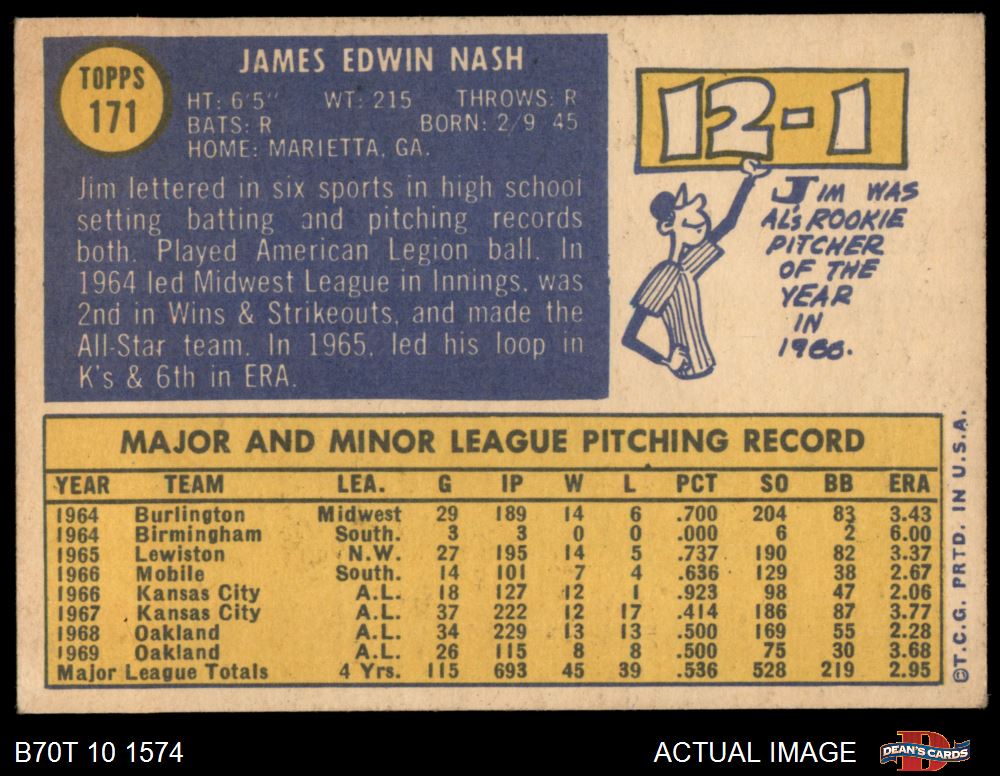 TOPPS
171
JAMES EDWIN NASH
HT: 6'5" WT: 215 THROWS: R
BATS: R BORN: 2/9 45
HOME: MARIETTA, GA.
Jim lettered in six sports in high school
setting batting and pitching records
both. Played American Legion ball. In
1964 led Midwest League in Innings, was
2nd in Wins & Strikeouts, and made the
All-Star team. In 1965, led his loop in
K's & 6th in ERA.
12-1
JIM WAS
AL's ROOKIE
PITCHER
OF THE
YEAR
IN
1966.
MAJOR AND MINOR LEAGUE PITCHING RECORD
YEAR TEAM LEA. G IP W L PCT SO BB ERA
1964 Burlington Midwest 29 189 14 6 .700 204 83 3.43
1964 Birmingham South. 3 3 0 0 .000 6 2 6.00
1965 Lewiston N.W. 27 195 14 5 .737 190 82 3.37
1966 Mobile South. 14 101 7 4 .636 129 38 2.67
1966 Kansas City A.L. 18 127 12 1 .923 98 47 2.06
1967 Kansas City A.L. 37 222 12 17 .414 186 87 3.77
1968 Oakland A.L. 34 229 13 13 .500 169 55 2.28
1969 Oakland A.L. 26 115 8 8 .500 75 30 3.68
Major League Totals 4 Yrs. 115 693 45 39 .536 528 219 2.95
©T.C.G. PRTD. IN U.S.A.
B70T 10 1574
ACTUAL IMAGE
D
DEAN'S CARDS